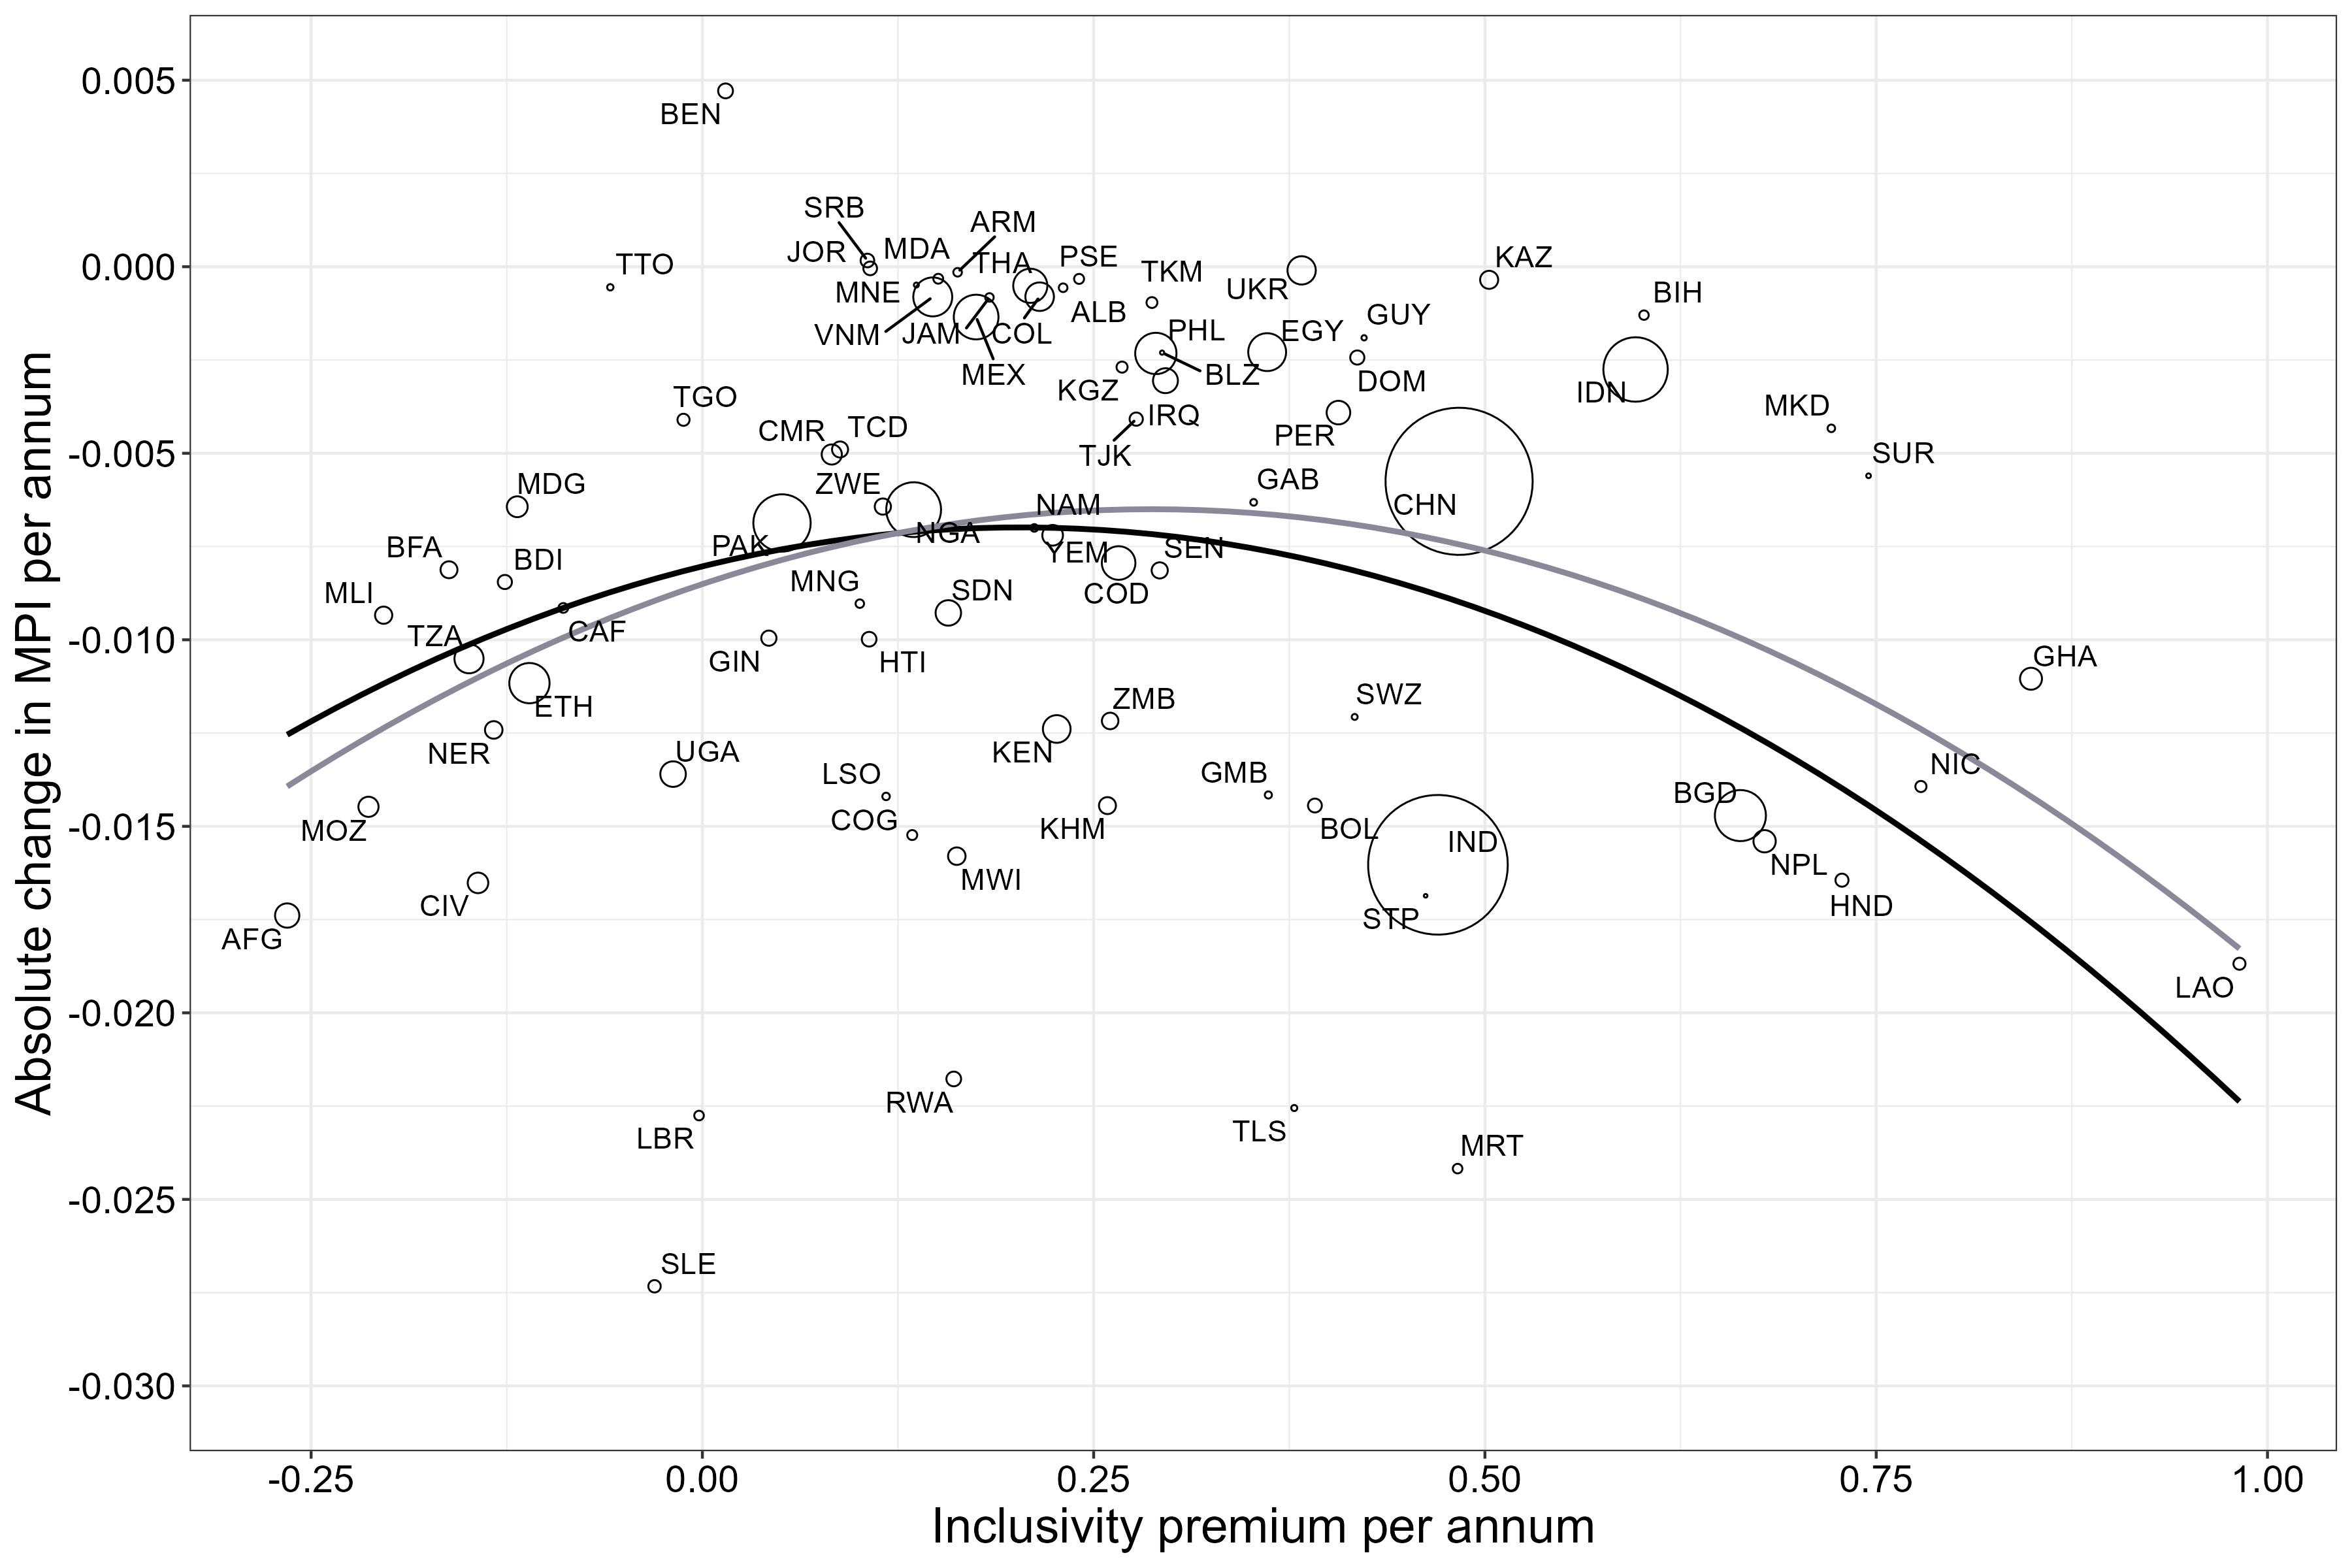 0.005
0.000
-0.005
-0.010
-0.015
-0.020
-0.025
-0.030
Absolute change in MPI per annum
BEN
SRB
ARM
JOR
MDA
THA
PSE
TTO
TKM
KAZ
MNE
UKR
BIH
VNM
JAM
COL
ALB
GUY
PHL
EGY
MEX
BLZ
KGZ
DOM
IDN
TGO
MKD
CMR
TCD
IRQ
PER
TJK
SUR
MDG
ZWE
GAB
NAM
CHN
NGA
PAK
YEM
SEN
BFA
BDI
MNG
SDN
COD
MLI
TZA
CAF
GIN
HTI
GHA
ETH
ZMB
SWZ
NER
UGA
KEN
NIC
LSO
GMB
BGD
MOZ
COG
KHM
BOL
IND
NPL
MWI
CIV
STP
HND
AFG
LAO
RWA
LBR
TLS
MRT
SLE
-0.25
0.00
0.25
0.50
0.75
1.00
Inclusivity premium per annum